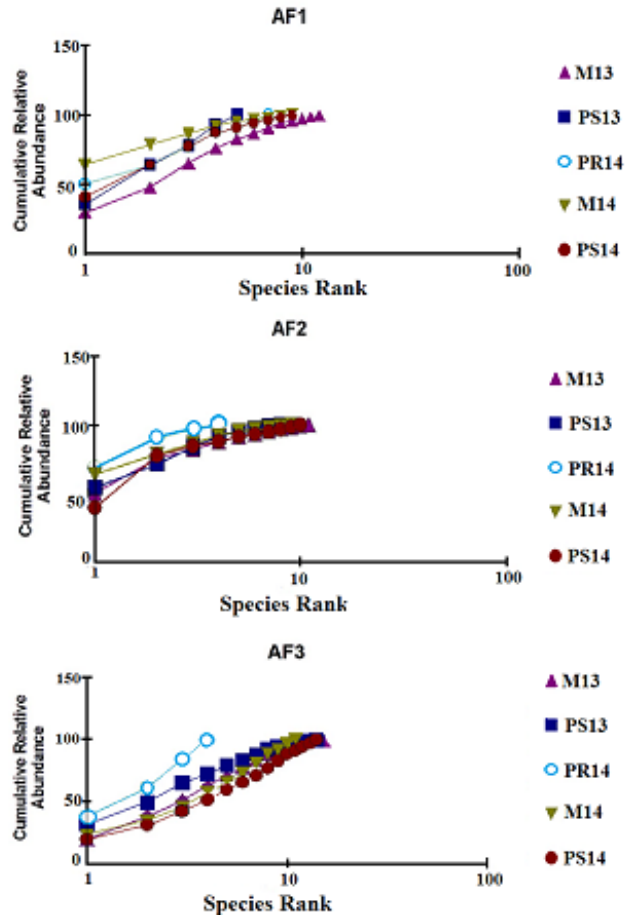 AF1
Cumulative Relative
Abundance
150
100
50
0
1
10
100
Species Rank
M13
PS13
PR14
M14
PS14
AF2
Cumulative Relative
Abundance
150
100
50
0
1
10
100
Species Rank
M13
PS13
PR14
M14
PS14
AF3
Cumulative Relative
Abundance
150
100
50
0
1
10
100
Species Rank
M13
PS13
PR14
M14
PS14